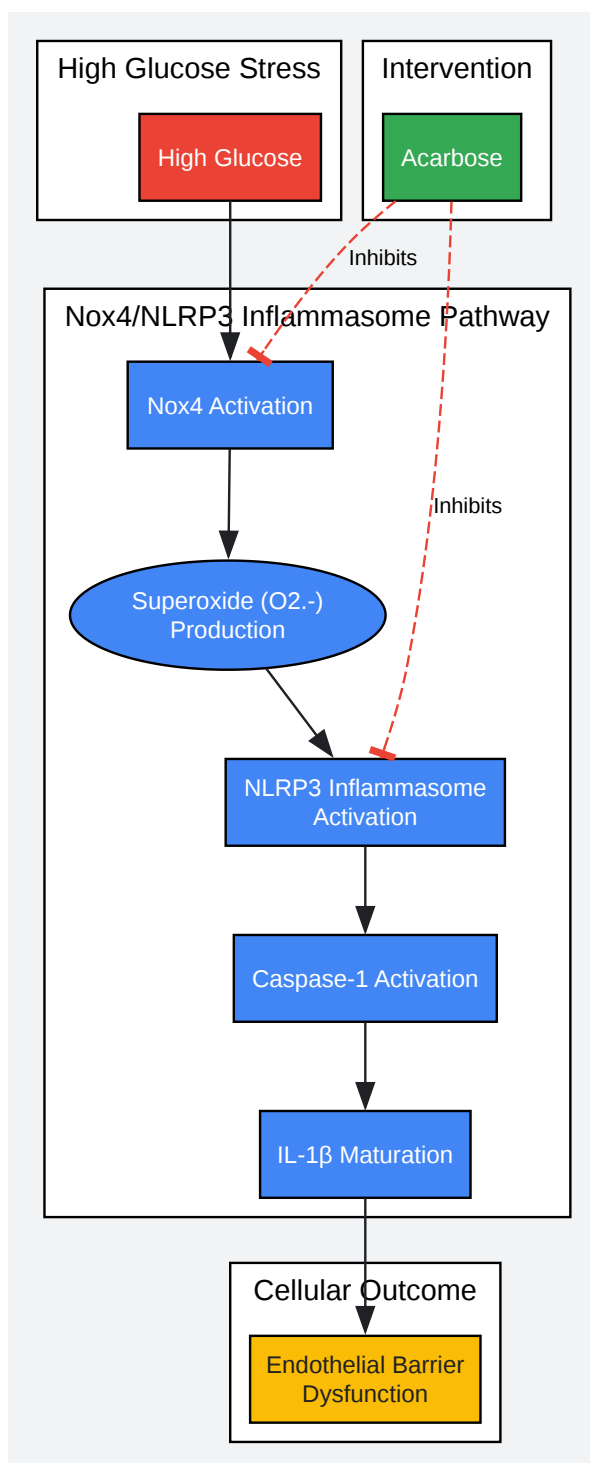 High Glucose Stress
Intervention
High Glucose
Acarbose
Inhibits
Nox4/NLRP3 Inflammasome Pathway
Nox4 Activation
Inhibits
Superoxide (O2.-)
Production
NLRP3 Inflammasome
Activation
Caspase-1 Activation
IL-1β Maturation
Cellular Outcome
Endothelial Barrier
Dysfunction